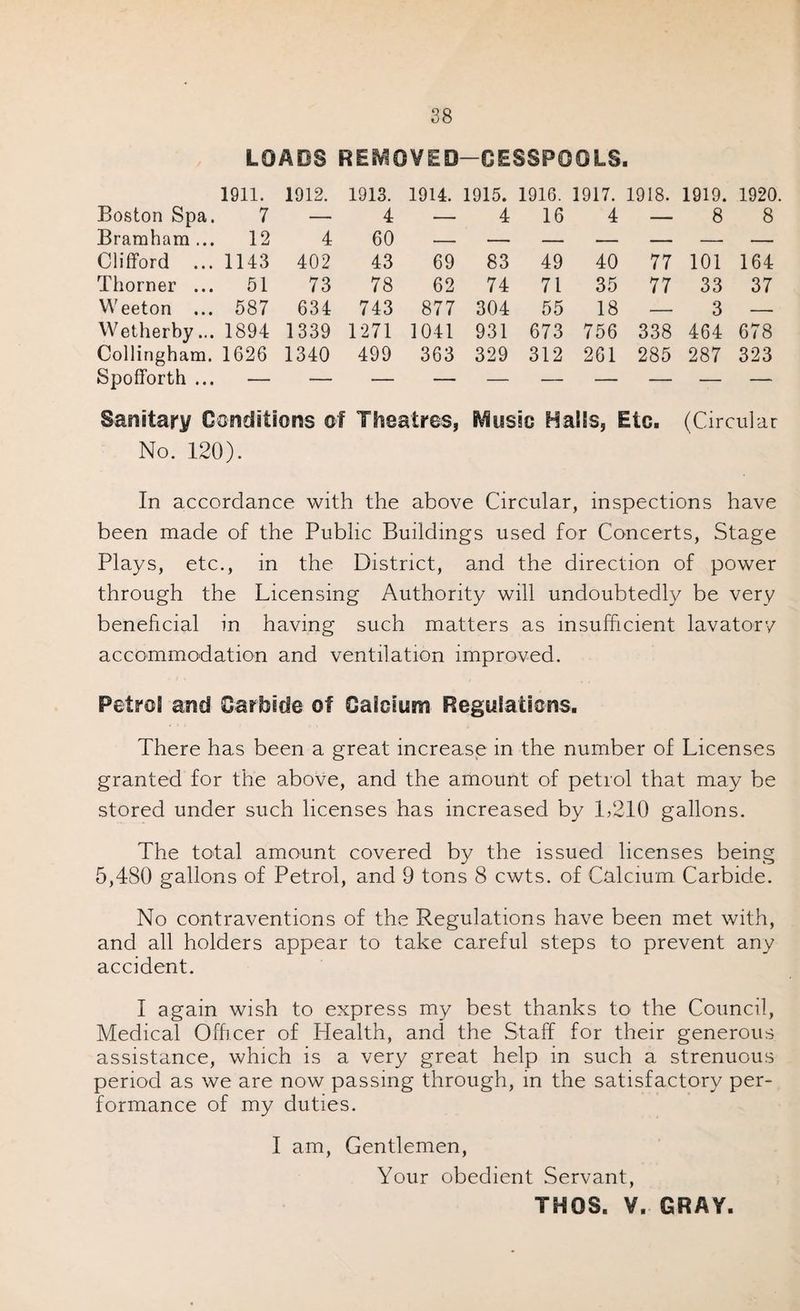 38
LOADS REMOVED—CESSPOOLS.
1911. 1912. 1913. 1914. 1915. 1916. 1917. 1918. 1919. 1920.
Boston Spa. 7 — 4 — 4 16 4 — 8 8
Bramham ... 12 4 60 — — — — — — —
Clifford ... 1143 402 43 69 83 49 40 77 101 164
Thorner ... 51 73 78 62 74 71 35 77 33 37
Weeton ... 587 634 743 877 304 55 18 — 3 —
Wetherby... 1894 1339 1271 1041 931 673 756 338 464 678
Collingham. 1626 1340 499 363 329 312 261 285 287 323
Spofforth ... — — — — — — — — — —
Sanitary Conditions of Theatres, Music Halls, Etc. (Circular
No. 120).
In accordance with the above Circular, inspections have
been made of the Public Buildings used for Concerts, Stage
Plays, etc., in the District, and the direction of power
through the Licensing Authority will undoubtedly be very
beneficial in having such matters as insufficient lavatory
accommodation and ventilation improved.
Petrol and Carbide of Calcium Regulations.
There has been a great increase in the number of Licenses
granted for the above, and the amount of petrol that may be
stored under such licenses has increased by 1,210 gallons.
The total amount covered by the issued licenses being
5,480 gallons of Petrol, and 9 tons 8 cwts. of Calcium Carbide.
No contraventions of the Regulations have been met with,
and all holders appear to take careful steps to prevent any
accident.
I again wish to express my best thanks to the Council,
Medical Officer of Health, and the Staff for their generous
assistance, which is a very great help in such a strenuous
period as we are now passing through, in the satisfactory per-
formance of my duties.
I am, Gentlemen,
Your obedient Servant,
THOS. V. GRAY.